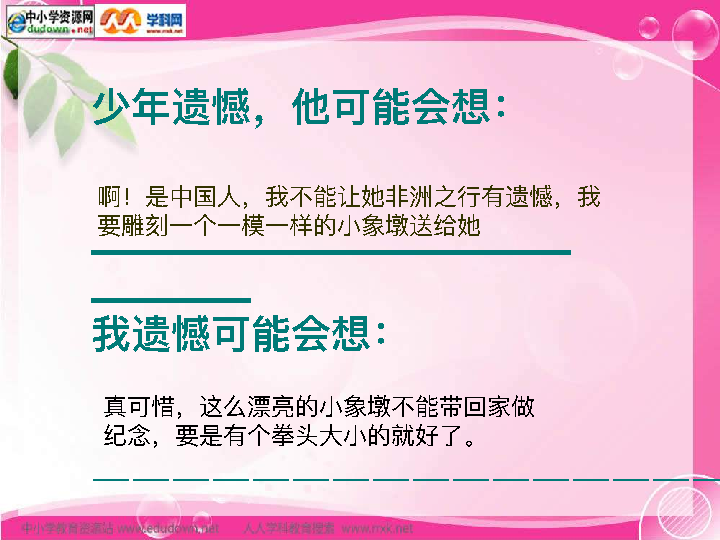 中小学资源网
edudown.net
学科网
www.nxk.net
少年遗憾，他可能会想：
啊！是中国人，我不能让她非洲之行有遗憾，我
要雕刻一个一模一样的小象墩送给她
我遗憾可能会想：
真可惜，这么漂亮的小象墩不能带回家做
纪念，要是有个拳头大小的就好了。
中小学教育资源站 www.edudown.net 人人学科教育搜索 www.rrxk.net